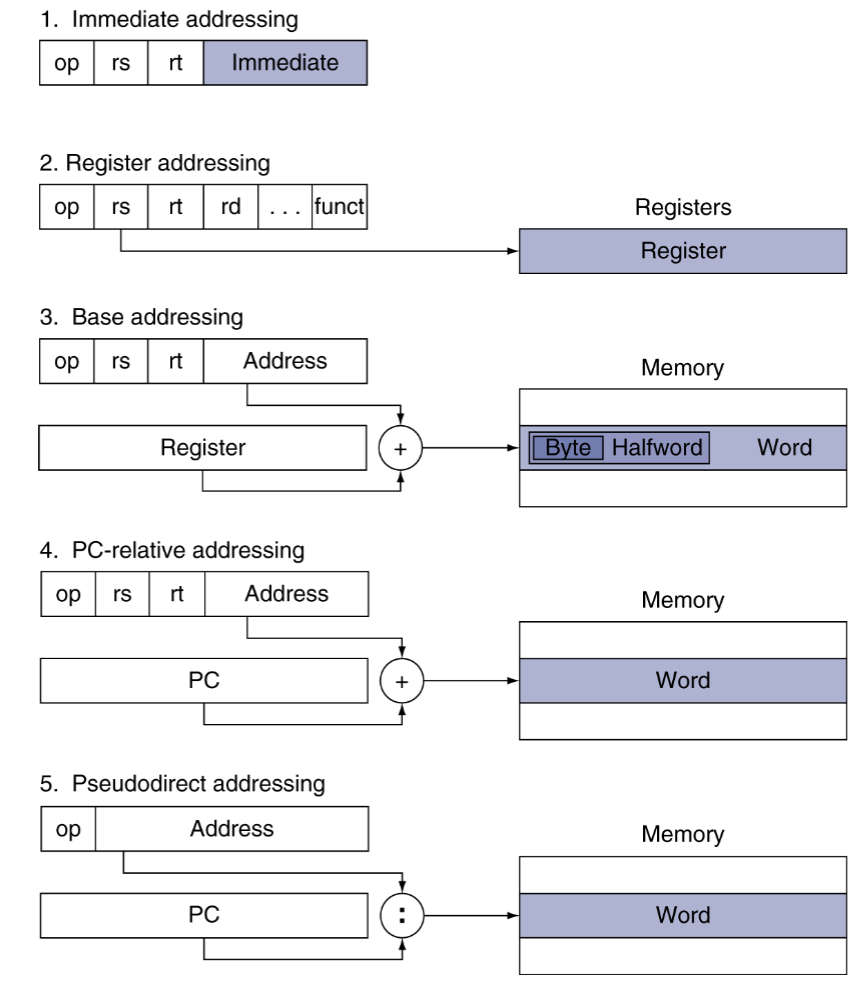 1. Immediate addressing
op rs rt Immediate
2. Register addressing
op rs rt rd . . . funct
Registers
Register
3. Base addressing
op rs rt Address
Memory
Register + Byte Halfword Word
4. PC-relative addressing
op rs rt Address
Memory
PC + Word
5. Pseudodirect addressing
op Address
Memory
PC : Word